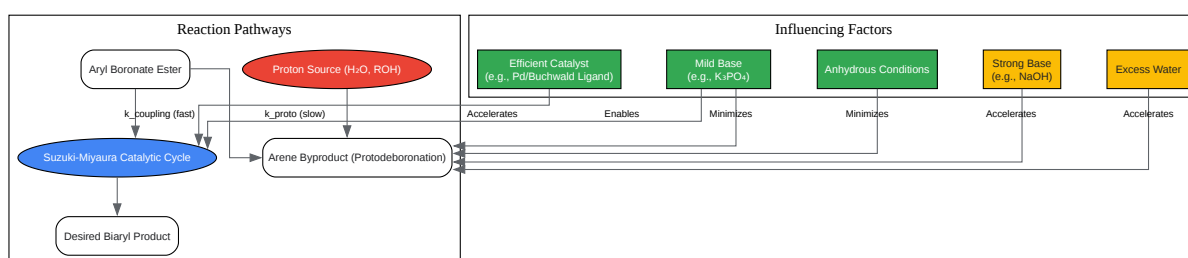 Reaction Pathways
Influencing Factors
Aryl Boronate Ester
Proton Source (H₂O, ROH)
Efficient Catalyst
(e.g., Pd/Buchwald Ligand)
Mild Base
(e.g., K₃PO₄)
Anhydrous Conditions
Strong Base
(e.g., NaOH)
Excess Water
k_coupling (fast)
k_proto (slow)
Accelerates
Enables
Minimizes
Minimizes
Accelerates
Accelerates
Suzuki-Miyaura Catalytic Cycle
Arene Byproduct (Protodeboronation)
Desired Biaryl Product